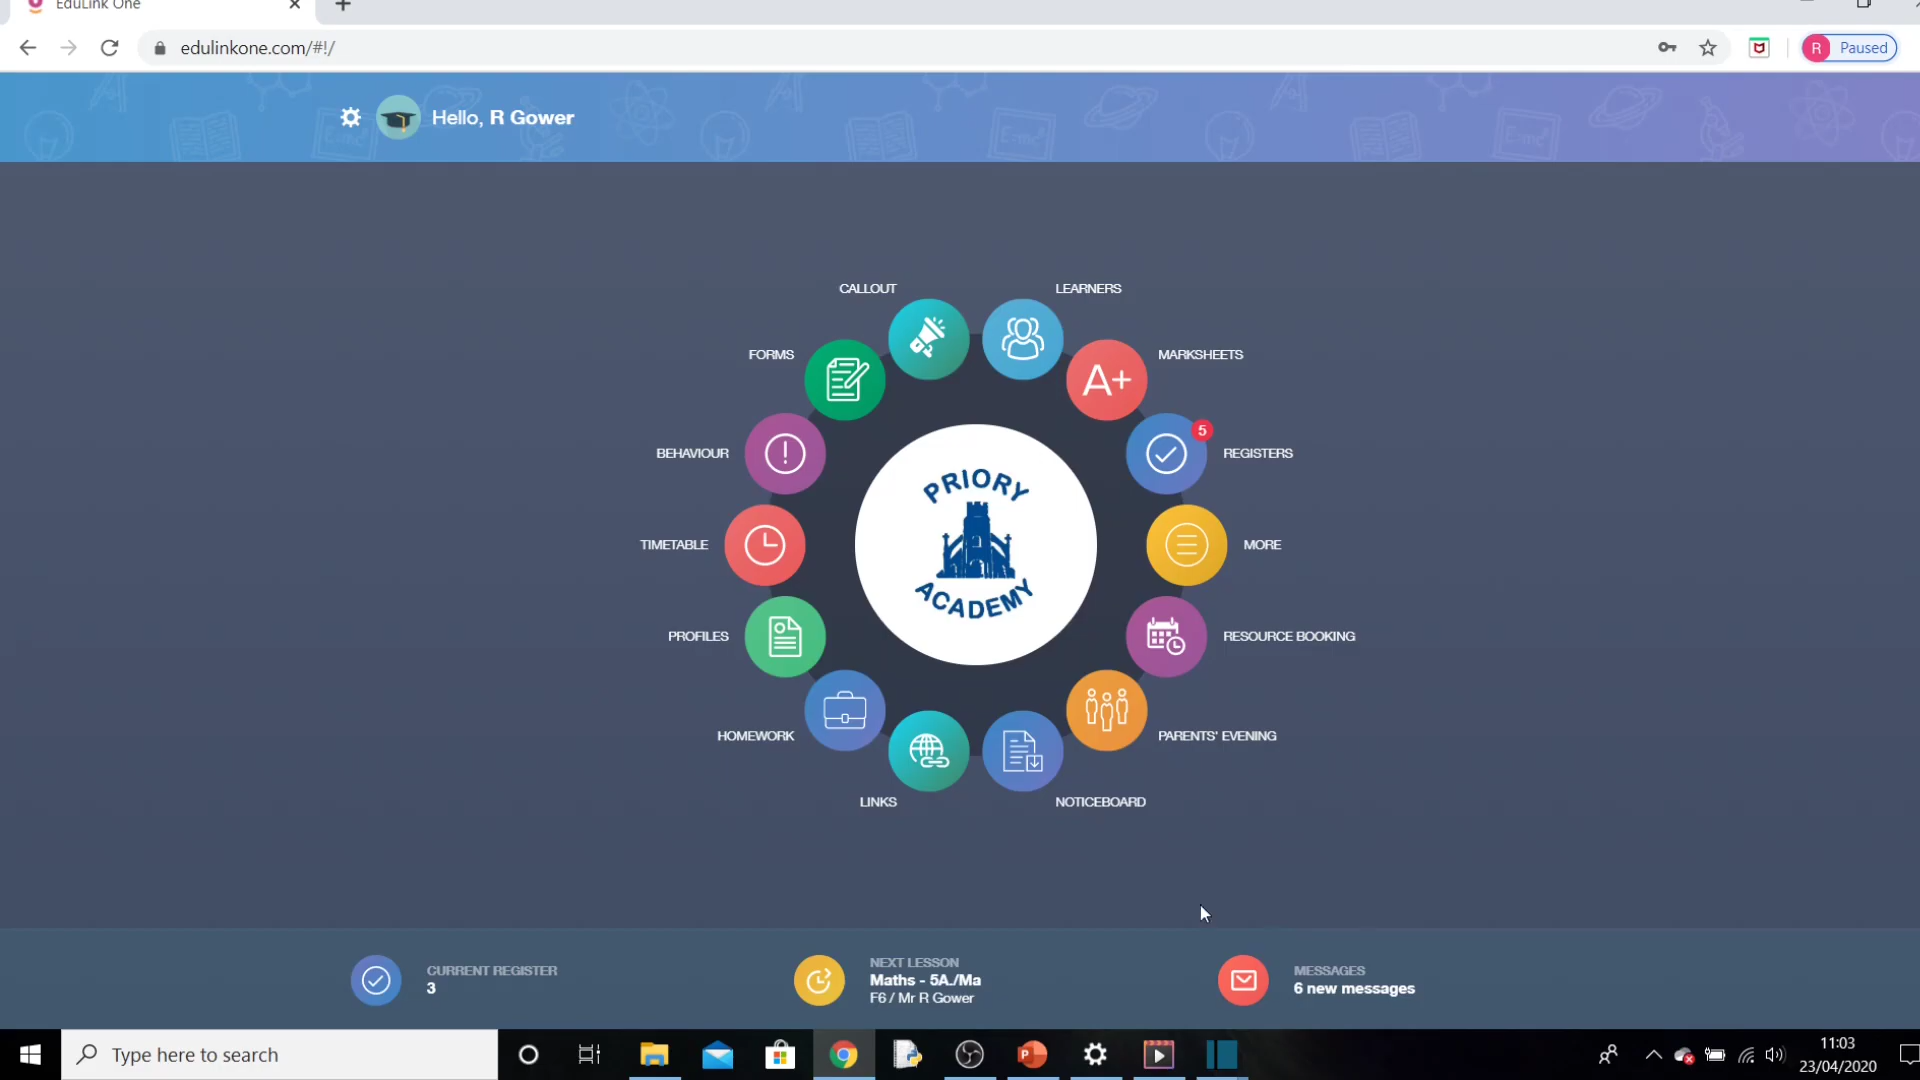 EduLink One
edulinkone.com/#!/
R
Paused
Hello, R Gower
CALLOUT
LEARNERS
FORMS
MARKSHEETS
A+
5
BEHAVIOUR
REGISTERS
PRIORY
ACADEMY
TIMETABLE
MORE
PROFILES
RESOURCE BOOKING
HOMEWORK
PARENTS' EVENING
LINKS
NOTICEBOARD
CURRENT REGISTER
3
NEXT LESSON
Maths - 5A./Ma
F6 / Mr R Gower
MESSAGES
6 new messages
Type here to search
11:03
23/04/2020